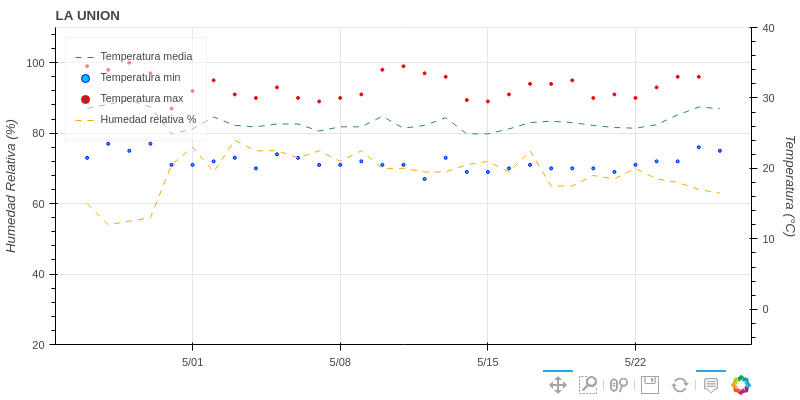 LA UNION
Temperatura media
Temperatura min
Temperatura max
Humedad relativa %
Humedad Relativa (%)
100
80
60
40
20
Temperatura (°C)
40
30
20
10
0
5/01
5/08
5/15
5/22